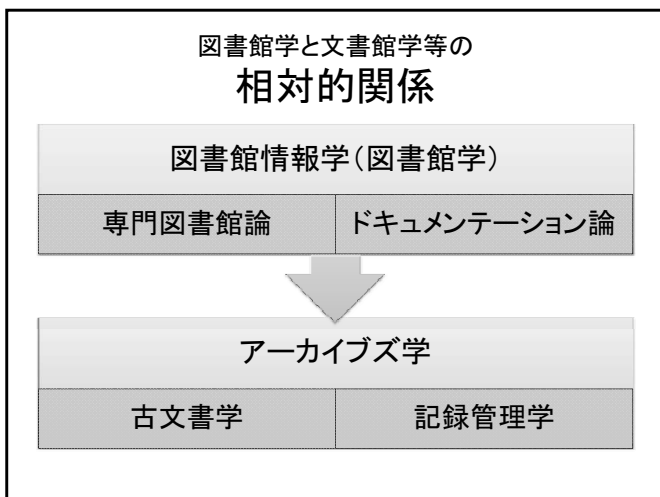 図書館学と文書館学等の
相対的関係
図書館情報学(図書館学)
専門図書館論
ドキュメンテーション論
アーカイブズ学
古文書学
記録管理学